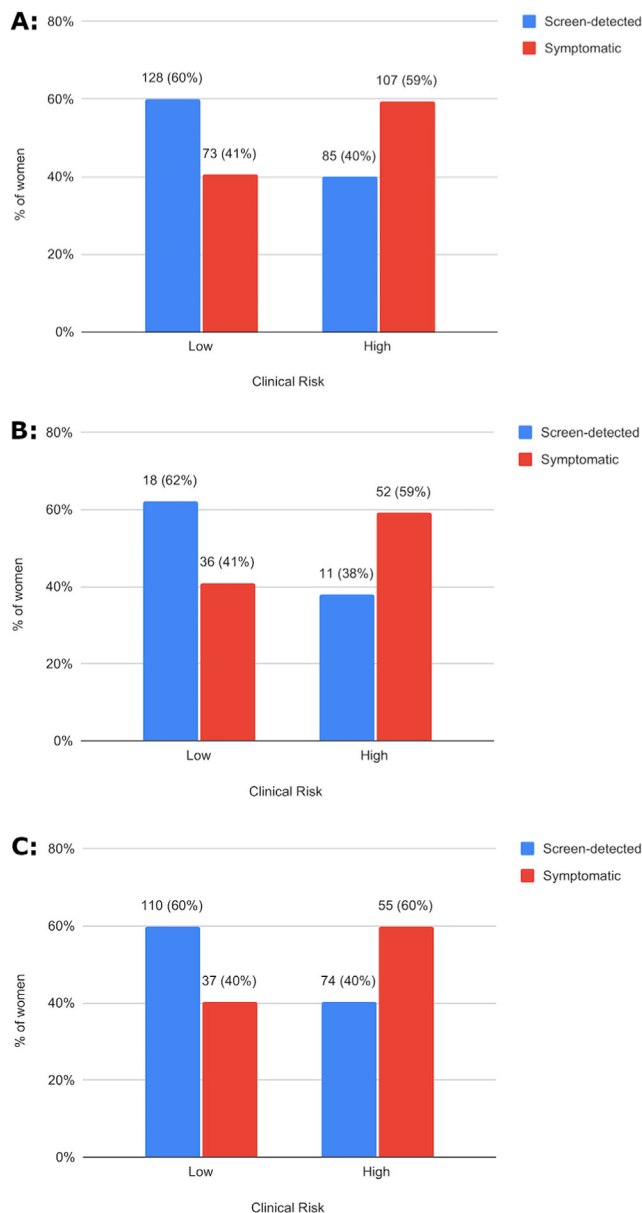 A:
80%
Screen-detected
Symptomatic
128 (60%)
107 (59%)
60%
73 (41%)
85 (40%)
% of women
40%
20%
0%
Low
High
Clinical Risk
B:
80%
Screen-detected
Symptomatic
18 (62%)
52 (59%)
60%
36 (41%)
11 (38%)
% of women
40%
20%
0%
Low
High
Clinical Risk
C:
80%
Screen-detected
Symptomatic
110 (60%)
55 (60%)
60%
37 (40%)
74 (40%)
% of women
40%
20%
0%
Low
High
Clinical Risk